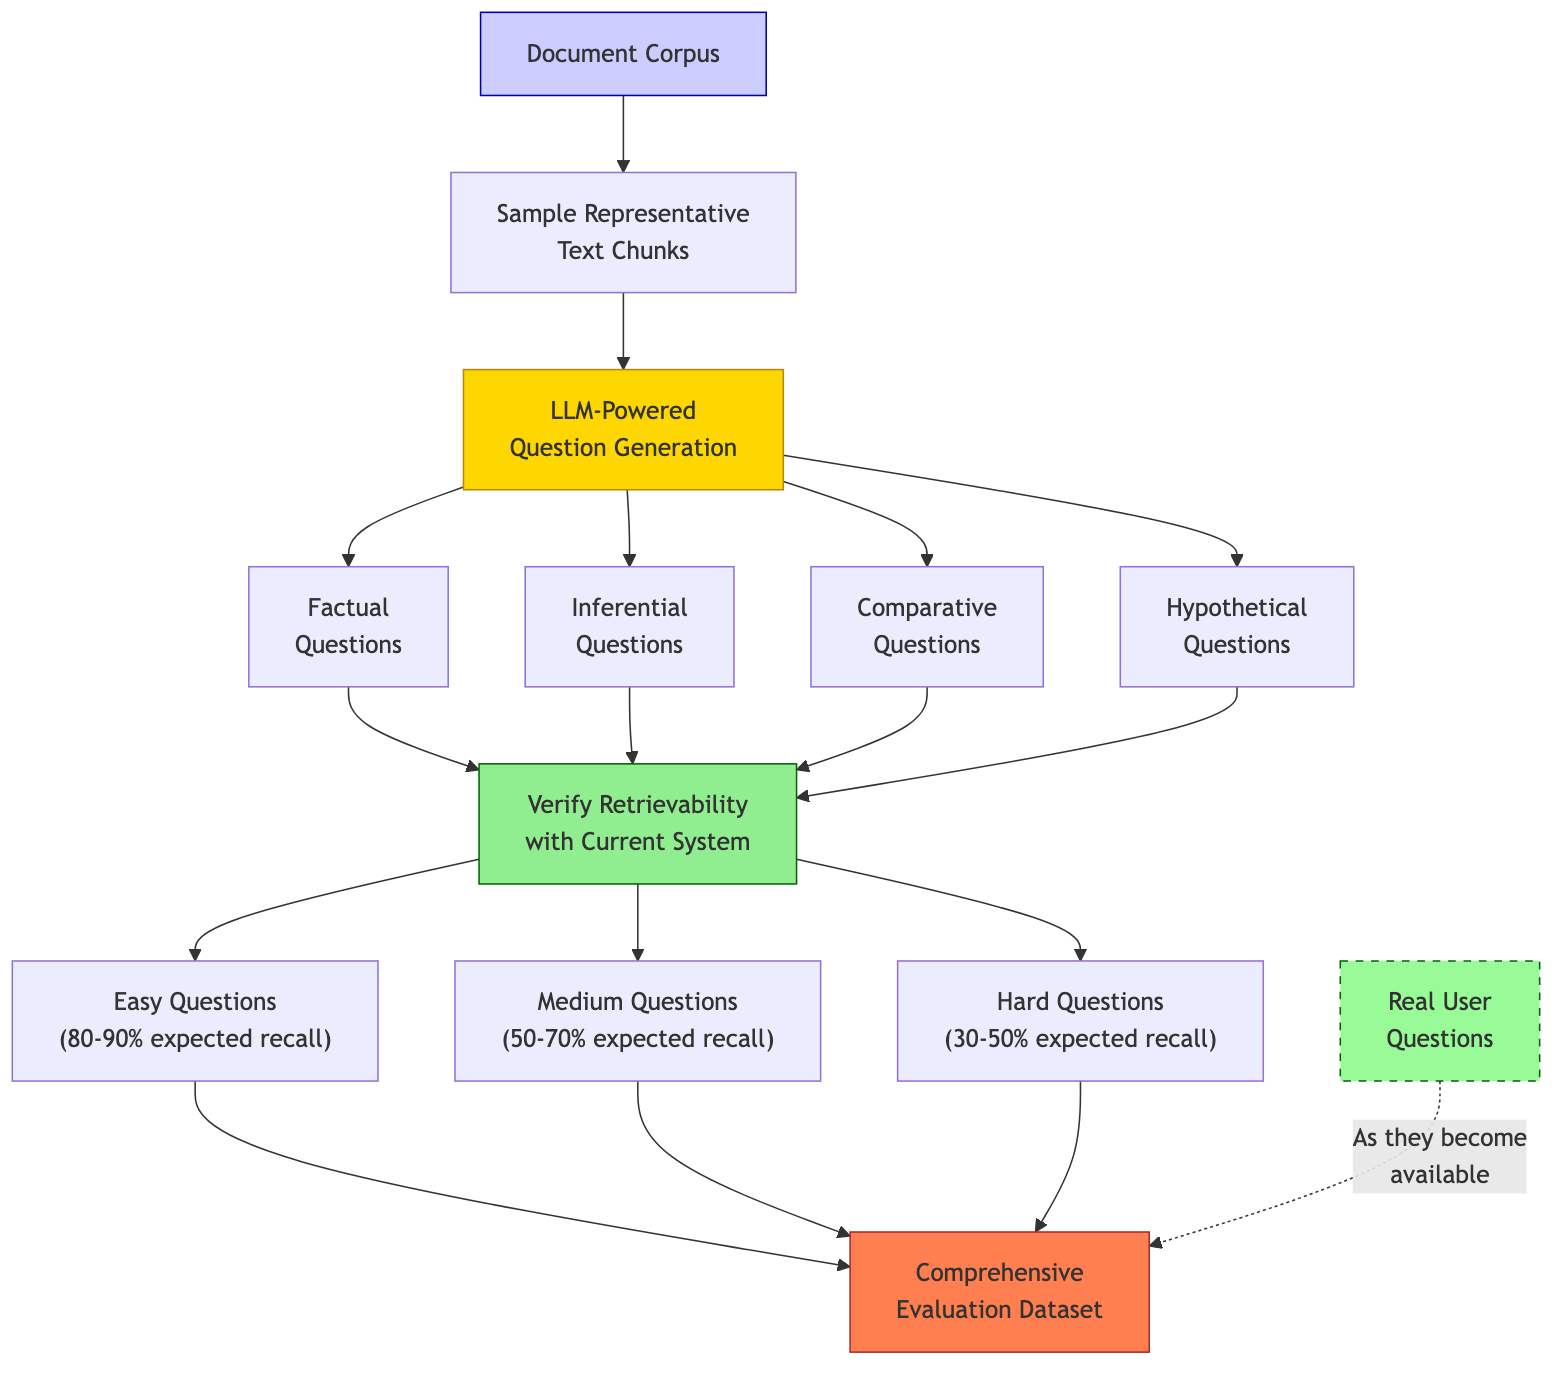 Document Corpus
Sample Representative
Text Chunks
LLM-Powered
Question Generation
Factual
Questions
Inferential
Questions
Comparative
Questions
Hypothetical
Questions
Verify Retrievability
with Current System
Easy Questions
(80-90% expected recall)
Medium Questions
(50-70% expected recall)
Hard Questions
(30-50% expected recall)
Real User
Questions
As they become
available
Comprehensive
Evaluation Dataset